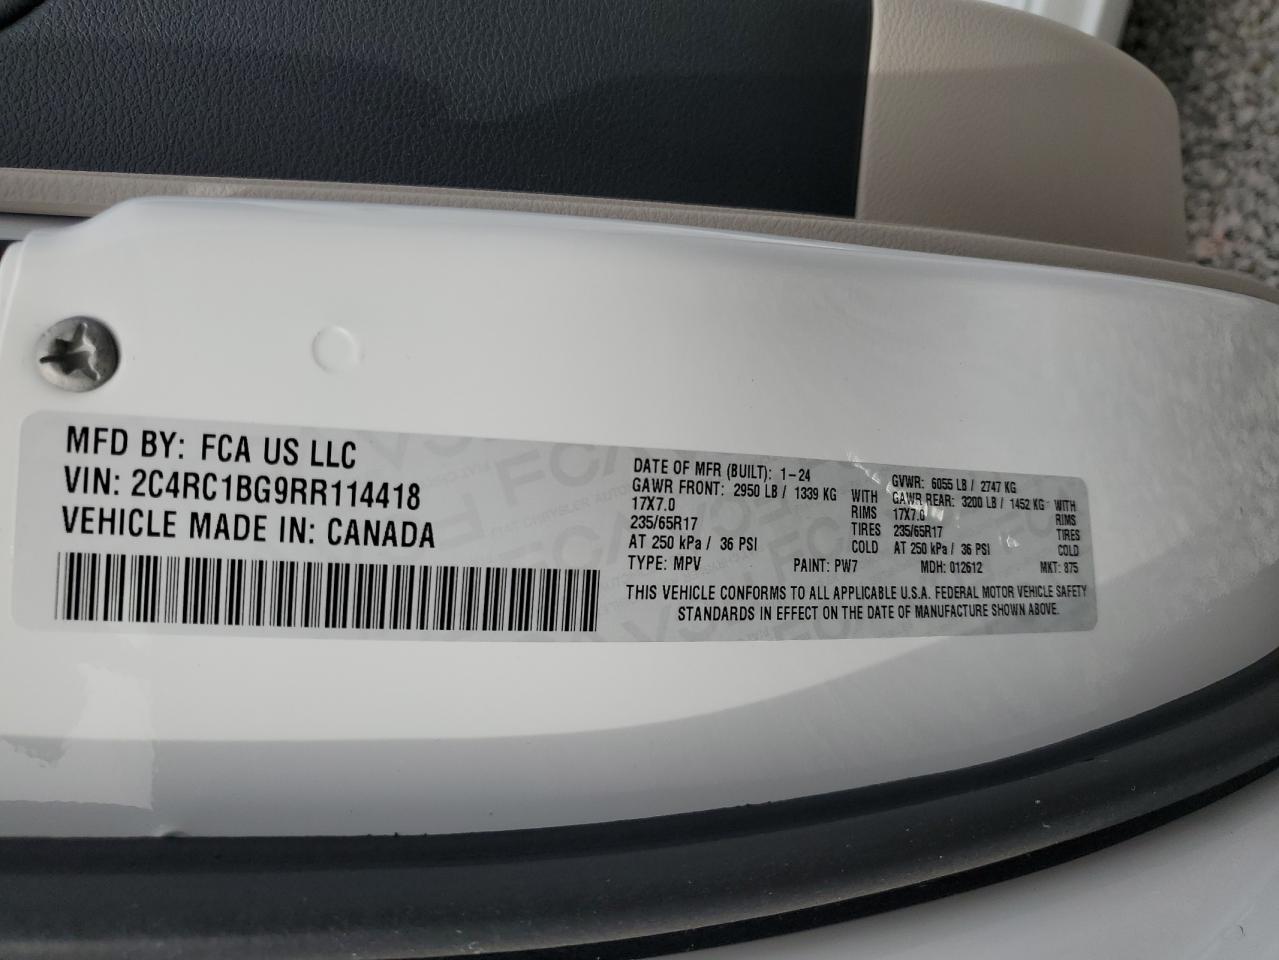 MFD BY: FCA US LLC
VIN: 2C4RC1BG9RR114418
VEHICLE MADE IN: CANADA
DATE OF MFR (BUILT): 1-24
GAWR FRONT: 2950 LB / 1339 KG WITH
17X7.0 RIMS
235/65R17 TIRES
AT 250 kPa / 36 PSI COLD
TYPE: MPV PAINT: PW7
GVWR: 6055 LB / 2747 KG
GAWR REAR: 3200 LB / 1452 KG WITH
17X7.0 RIMS
235/65R17 TIRES
AT 250 kPa / 36 PSI COLD
MDH: 012612 MKT: 875
THIS VEHICLE CONFORMS TO ALL APPLICABLE U.S.A. FEDERAL MOTOR VEHICLE SAFETY
STANDARDS IN EFFECT ON THE DATE OF MANUFACTURE SHOWN ABOVE.